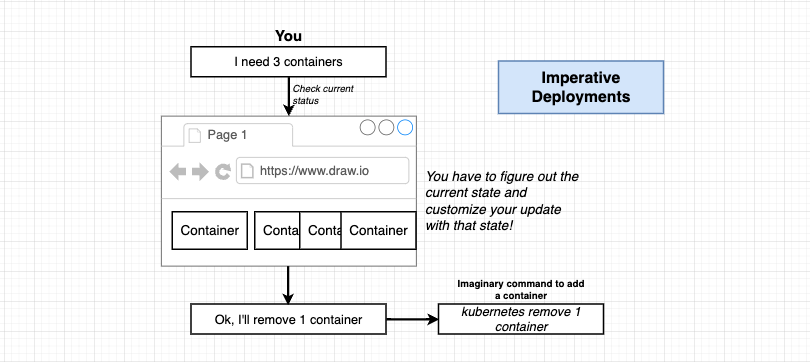 You
I need 3 containers
Check current
status
Imperative
Deployments
Page 1
https://www.draw.io
You have to figure out the
current state and
customize your update
with that state!
Container
Conta
Conta
Container
Imaginary command to add
a container
Ok, I'll remove 1 container
kubernetes remove 1
container